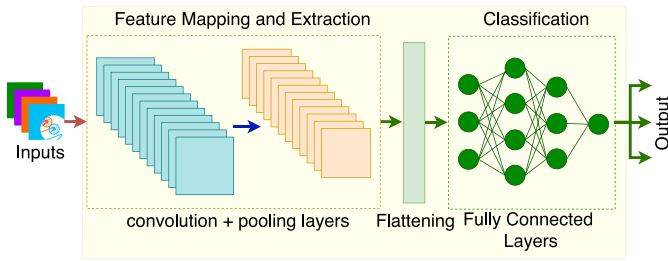 Feature Mapping and Extraction
Classification
Inputs
Output
convolution + pooling layers
Flattening
Fully Connected
Layers